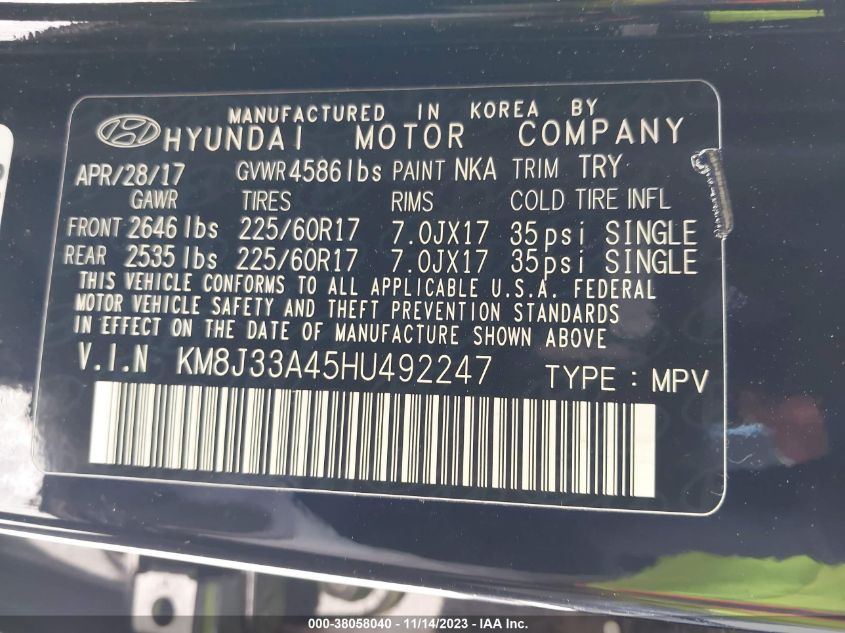 MANUFACTURED IN KOREA BY
HYUNDAI MOTOR COMPANY
APR/28/17 GVWR 4586 lbs PAINT NKA TRIM TRY
GAWR TIRES RIMS COLD TIRE INFL
FRONT 2646 lbs 225/60R17 7.0JX17 35psi SINGLE
REAR 2535 lbs 225/60R17 7.0JX17 35psi SINGLE
THIS VEHICLE CONFORMS TO ALL APPLICABLE U.S.A. FEDERAL
MOTOR VEHICLE SAFETY AND THEFT PREVENTION STANDARDS
IN EFFECT ON THE DATE OF MANUFACTURE SHOWN ABOVE.
V.I.N KM8J33A45HU492247 TYPE : MPV
000-38058040 - 11/14/2023 - IAA Inc.